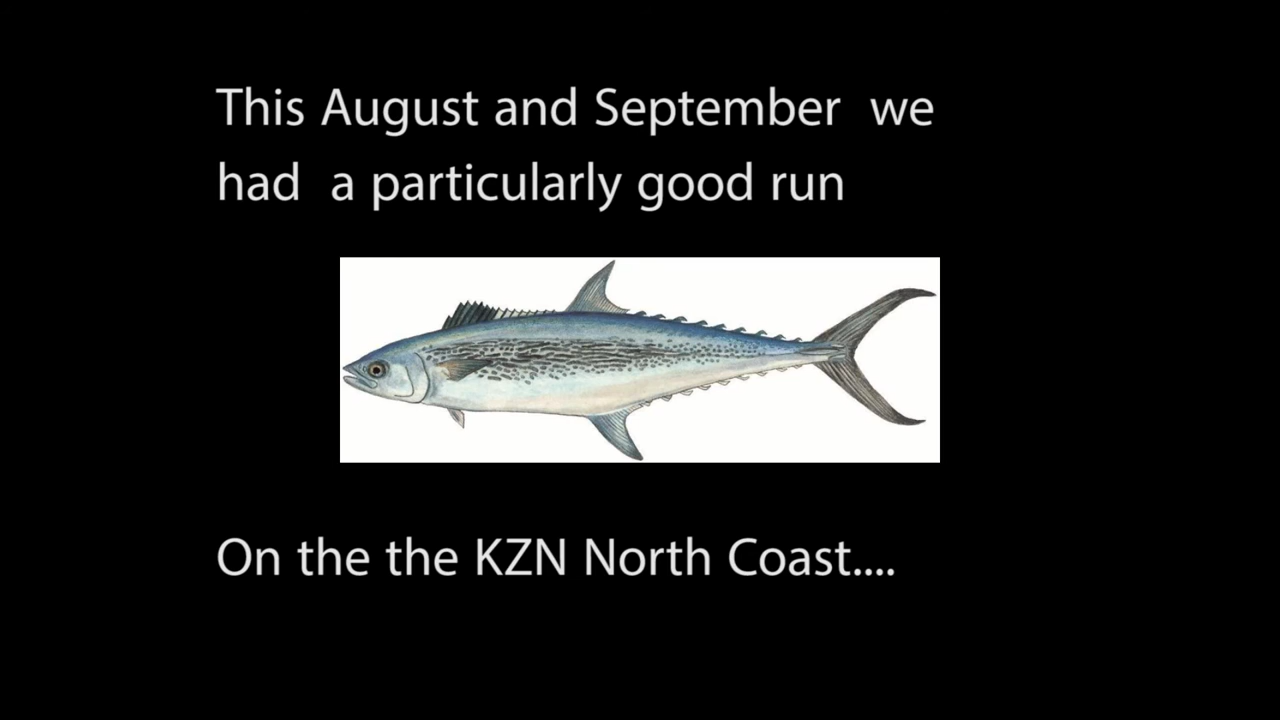 This August and September  we
had  a particularly good run
On the the KZN North Coast....